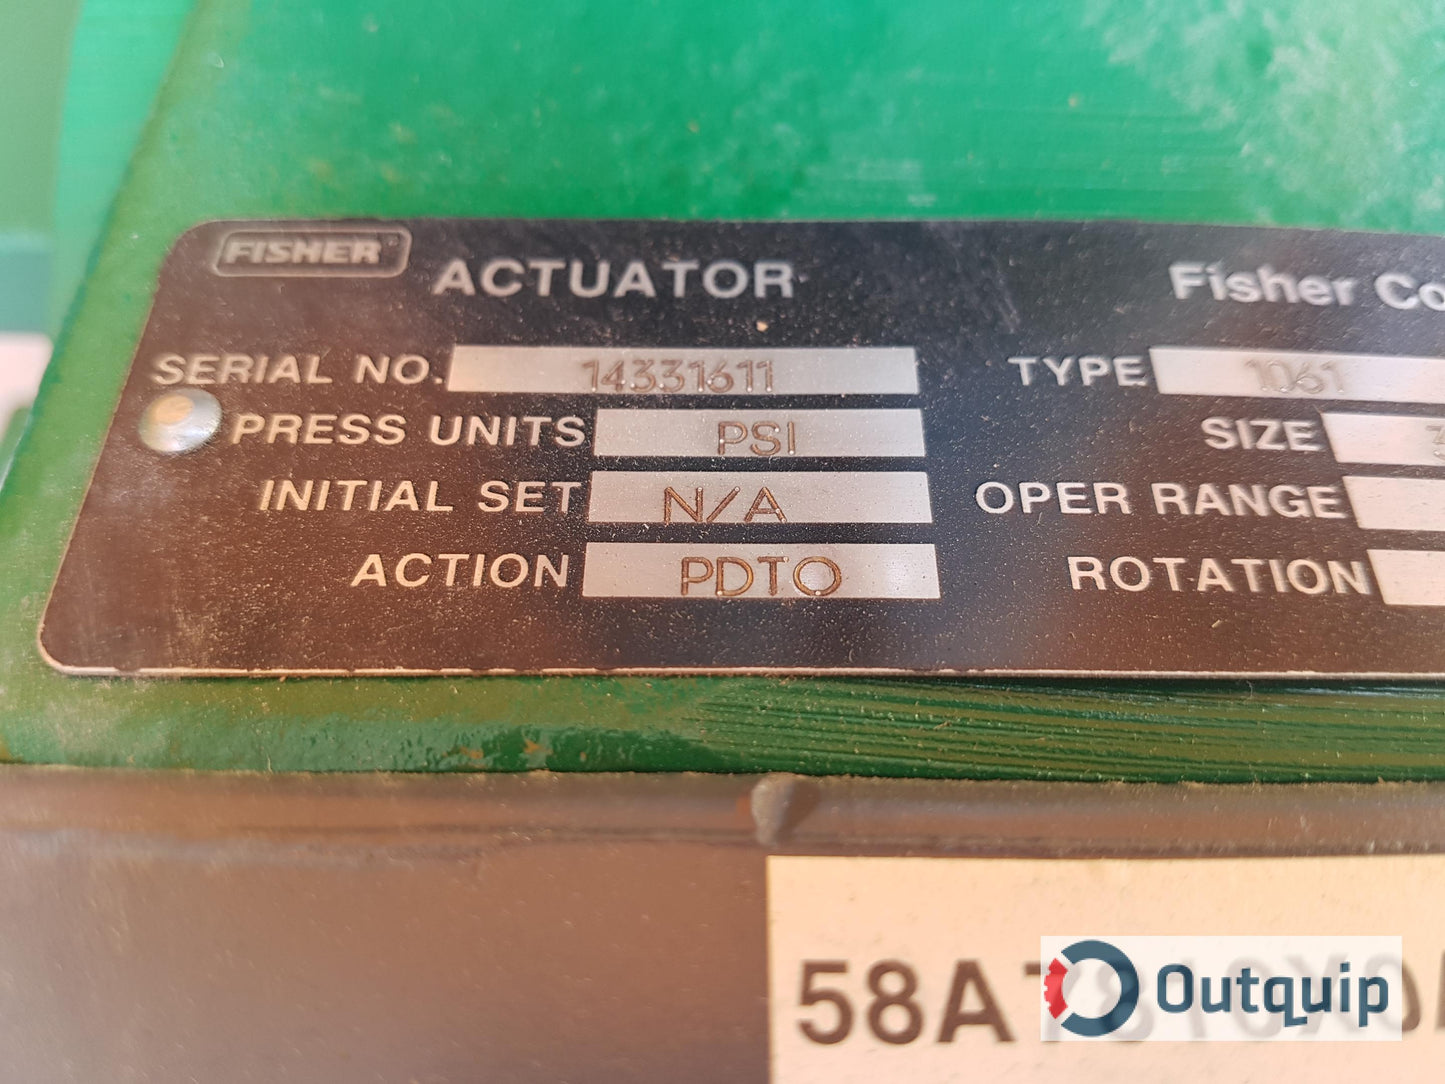 FISHER ACTUATOR Fisher Co
SERIAL NO. 14331611 TYPE 1061
PRESS UNITS PSI SIZE 3
INITIAL SET N/A OPER RANGE
ACTION PDTO ROTATION
Outquip